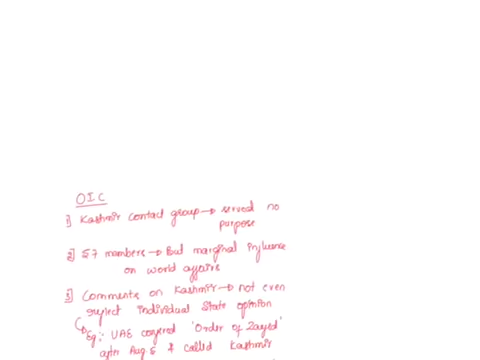 OIC
1) Kashmir contact group → served no
purpose
2) 57 members → But marginal influence
on world affairs
3) Comments on Kashmir → not even
reflect individual State opinion
Eg:- UAE conferred 'Order of Zayed'
after Aug 5 & called Kashmir